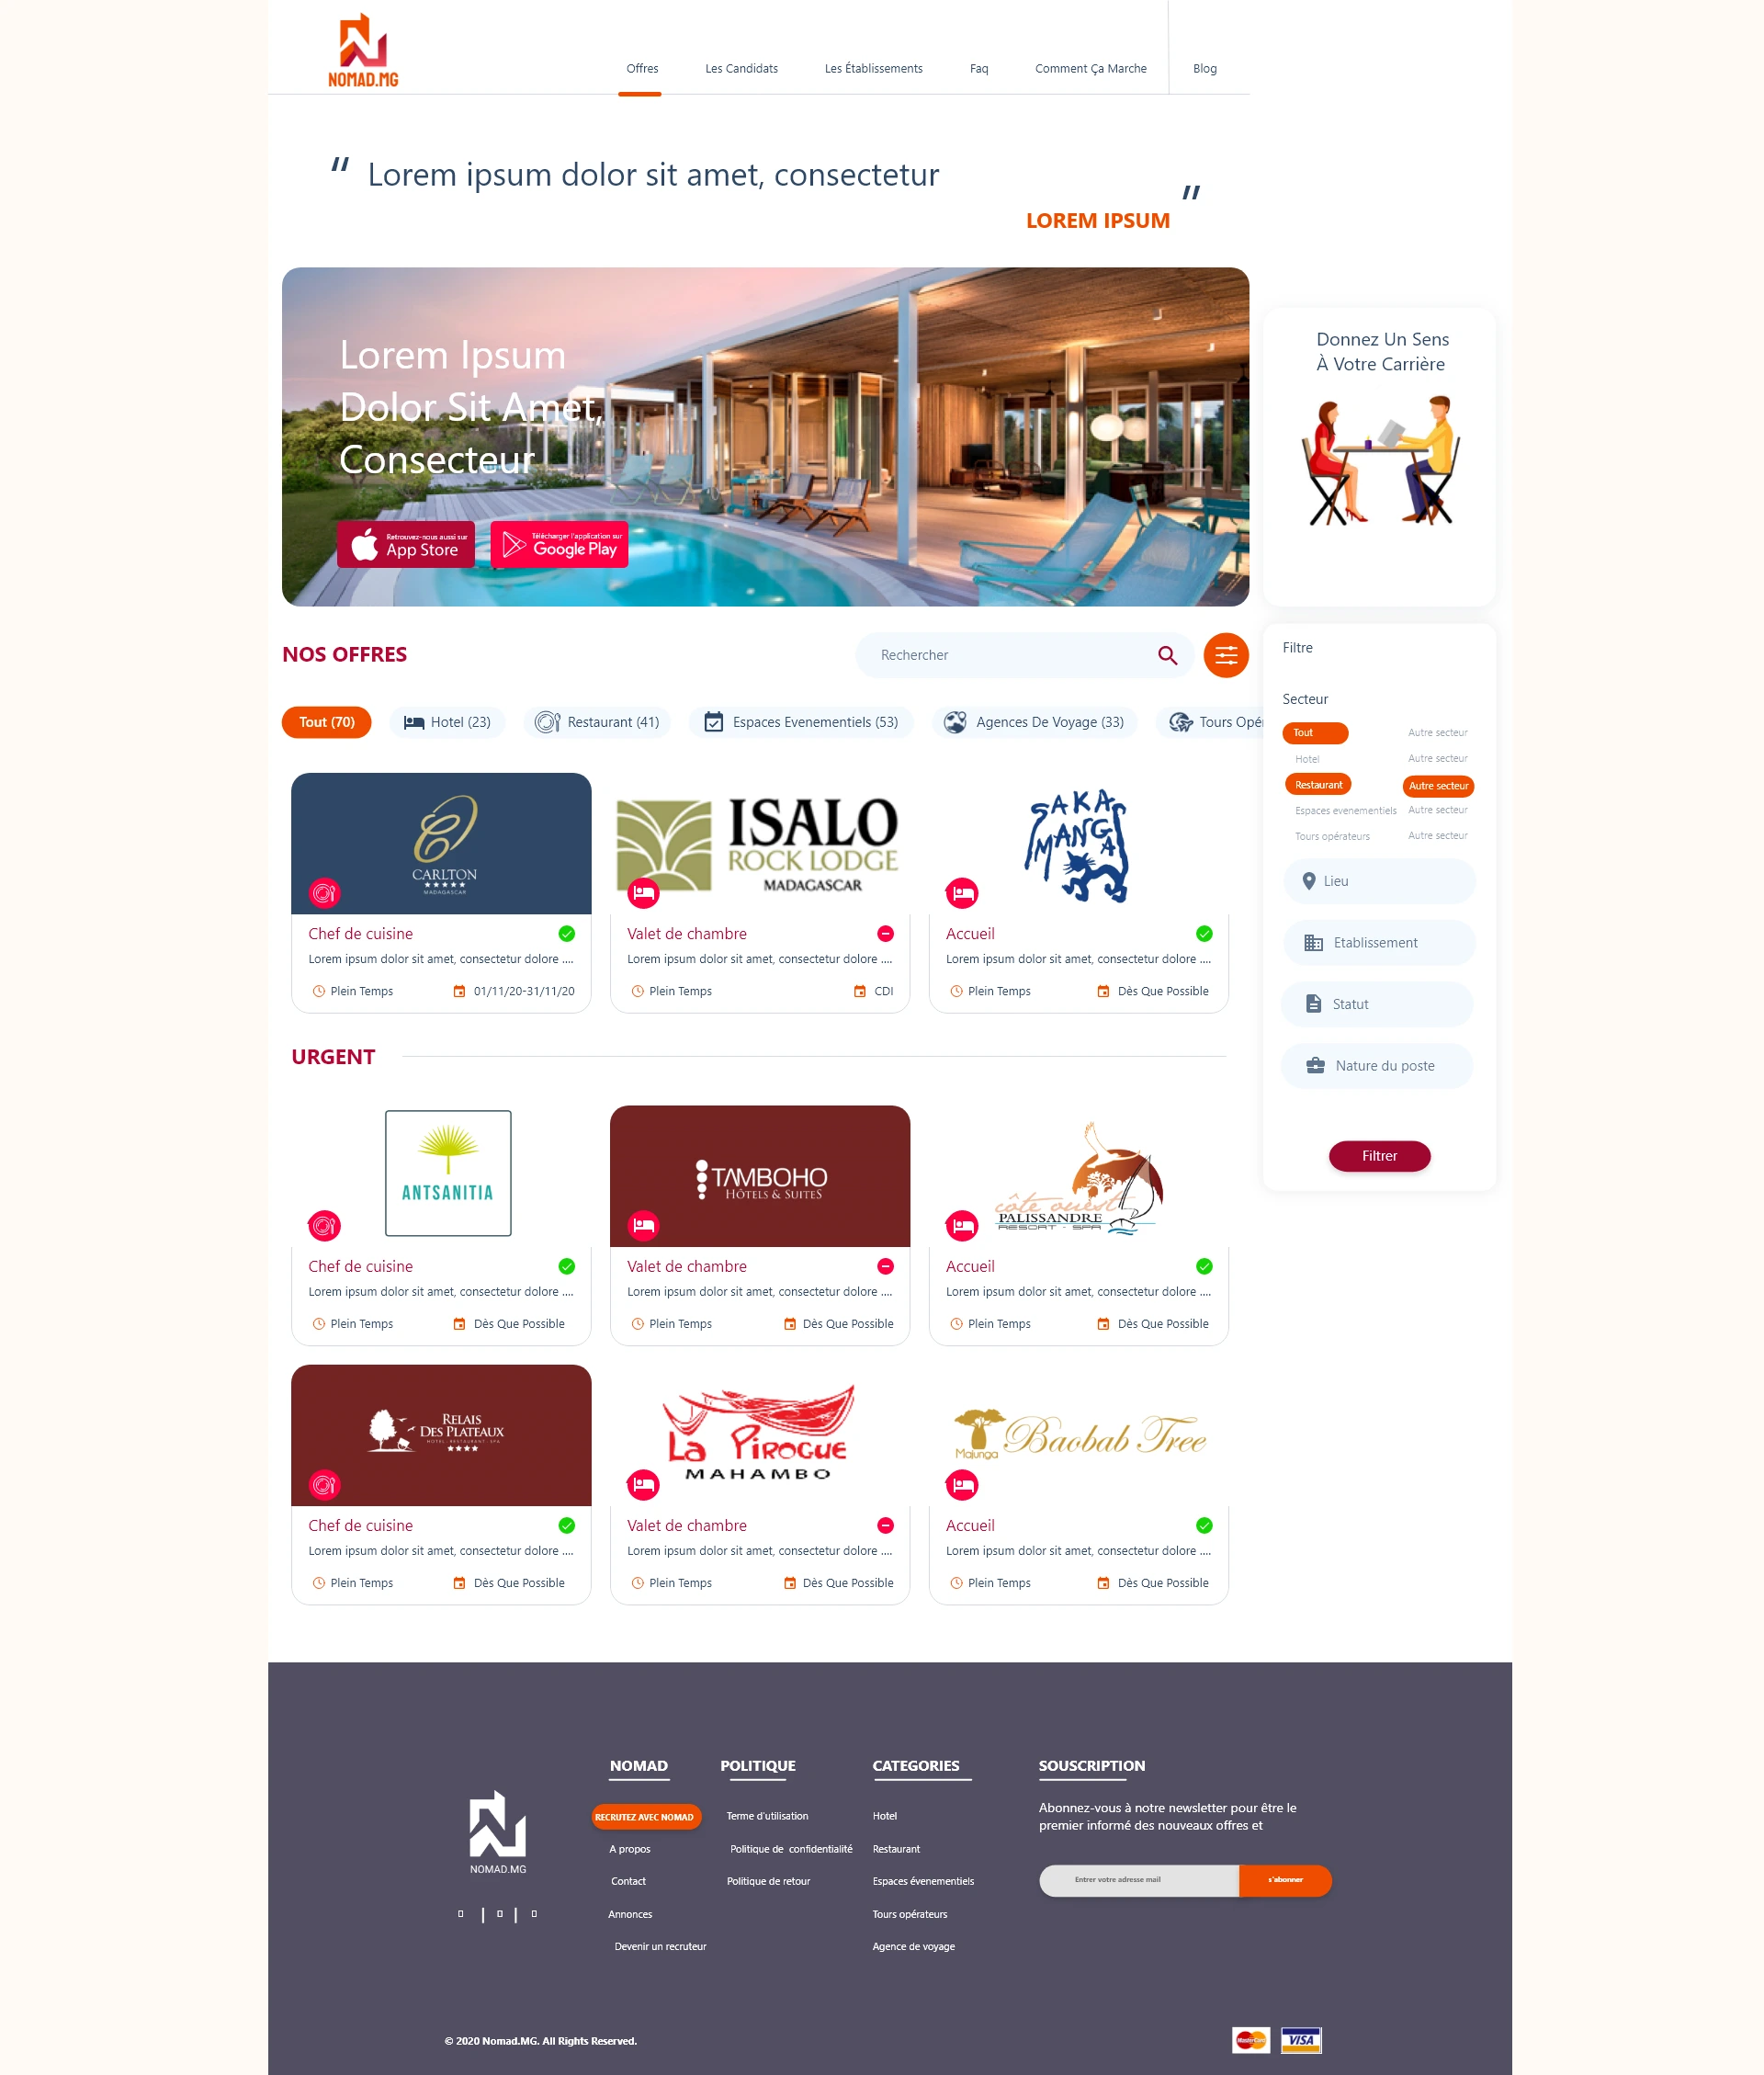 NOMAD.MG
Offres
Les Candidats
Les Établissements
Faq
Comment Ça Marche
Blog
“ Lorem ipsum dolor sit amet, consectetur
”
LOREM IPSUM
Lorem Ipsum
Dolor Sit Amet,
Consecteur
Retrouvez-nous aussi sur
App Store
Télécharger l'application sur
Google Play
Donnez Un Sens
À Votre Carrière
NOS OFFRES
Rechercher
Tout (70)
Hotel (23)
Restaurant (41)
Espaces Evenementiels (53)
Agences De Voyage (33)
Tours Opér
Filtre
Secteur
Tout
Autre secteur
Hotel
Autre secteur
Restaurant
Autre secteur
Espaces evenementiels
Autre secteur
Tours opérateurs
Autre secteur
Lieu
Etablissement
Statut
Nature du poste
Filtrer
CARLTON
MADAGASCAR
Chef de cuisine
Lorem ipsum dolor sit amet, consectetur dolore ....
Plein Temps
01/11/20-31/11/20
ISALO
ROCK LODGE
MADAGASCAR
Valet de chambre
Lorem ipsum dolor sit amet, consectetur dolore ....
Plein Temps
CDI
SAKA
MANGA
Accueil
Lorem ipsum dolor sit amet, consectetur dolore ....
Plein Temps
Dès Que Possible
URGENT
ANTSANITIA
Chef de cuisine
Lorem ipsum dolor sit amet, consectetur dolore ....
Plein Temps
Dès Que Possible
TAMBOHO
HÔTELS & SUITES
Valet de chambre
Lorem ipsum dolor sit amet, consectetur dolore ....
Plein Temps
Dès Que Possible
côte ouest
PALISSANDRE
RESORT - SPA
Accueil
Lorem ipsum dolor sit amet, consectetur dolore ....
Plein Temps
Dès Que Possible
RELAIS
DES PLATEAUX
HOTEL - RESTAURANT - SPA
Chef de cuisine
Lorem ipsum dolor sit amet, consectetur dolore ....
Plein Temps
Dès Que Possible
La Pirogue
MAHAMBO
Valet de chambre
Lorem ipsum dolor sit amet, consectetur dolore ....
Plein Temps
Dès Que Possible
Majunga
Baobab Tree
Accueil
Lorem ipsum dolor sit amet, consectetur dolore ....
Plein Temps
Dès Que Possible
NOMAD.MG
NOMAD
RECRUTEZ AVEC NOMAD
A propos
Contact
Annonces
Devenir un recruteur
POLITIQUE
Terme d'utilisation
Politique de confidentialité
Politique de retour
CATEGORIES
Hotel
Restaurant
Espaces évenementiels
Tours opérateurs
Agence de voyage
SOUSCRIPTION
Abonnez-vous à notre newsletter pour être le
premier informé des nouveaux offres et
Entrer votre adresse mail
s'abonner
© 2020 Nomad.MG. All Rights Reserved.
MasterCard
VISA